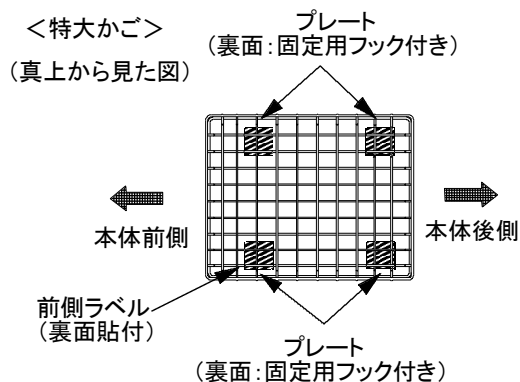 ＜特大かご＞
（真上から見た図）
プレート
（裏面：固定用フック付き）
本体前側
本体後側
前側ラベル
（裏面貼付）
プレート
（裏面：固定用フック付き）